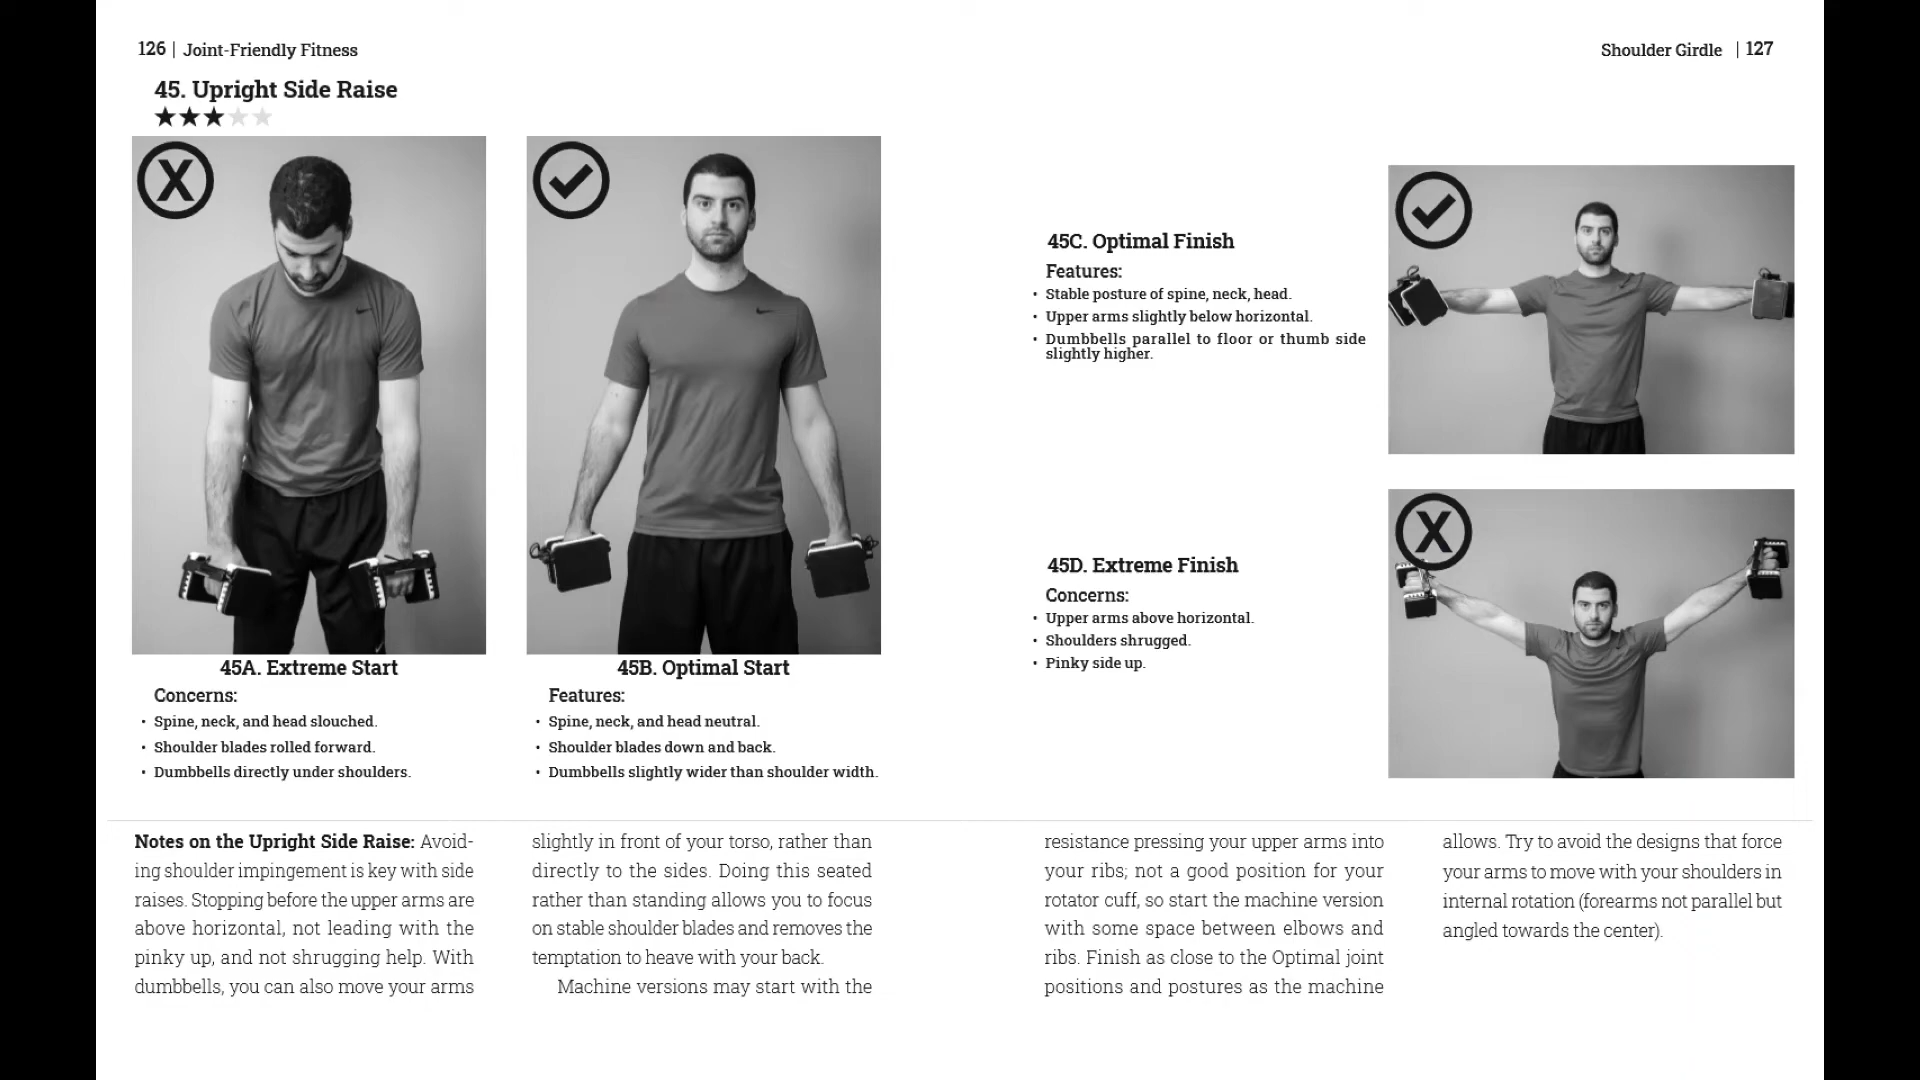 126 | Joint-Friendly Fitness
45. Upright Side Raise
X
45A. Extreme Start
Concerns:
• Spine, neck, and head slouched.
• Shoulder blades rolled forward.
• Dumbbells directly under shoulders.
45B. Optimal Start
Features:
• Spine, neck, and head neutral.
• Shoulder blades down and back.
• Dumbbells slightly wider than shoulder width.
Notes on the Upright Side Raise: Avoid-
ing shoulder impingement is key with side
raises. Stopping before the upper arms are
above horizontal, not leading with the
pinky up, and not shrugging help. With
dumbbells, you can also move your arms
slightly in front of your torso, rather than
directly to the sides. Doing this seated
rather than standing allows you to focus
on stable shoulder blades and removes the
temptation to heave with your back.
Machine versions may start with the
Shoulder Girdle | 127
45C. Optimal Finish
Features:
• Stable posture of spine, neck, head.
• Upper arms slightly below horizontal.
• Dumbbells parallel to floor or thumb side
slightly higher.
X
45D. Extreme Finish
Concerns:
• Upper arms above horizontal.
• Shoulders shrugged.
• Pinky side up.
resistance pressing your upper arms into
your ribs; not a good position for your
rotator cuff, so start the machine version
with some space between elbows and
ribs. Finish as close to the Optimal joint
positions and postures as the machine
allows. Try to avoid the designs that force
your arms to move with your shoulders in
internal rotation (forearms not parallel but
angled towards the center).